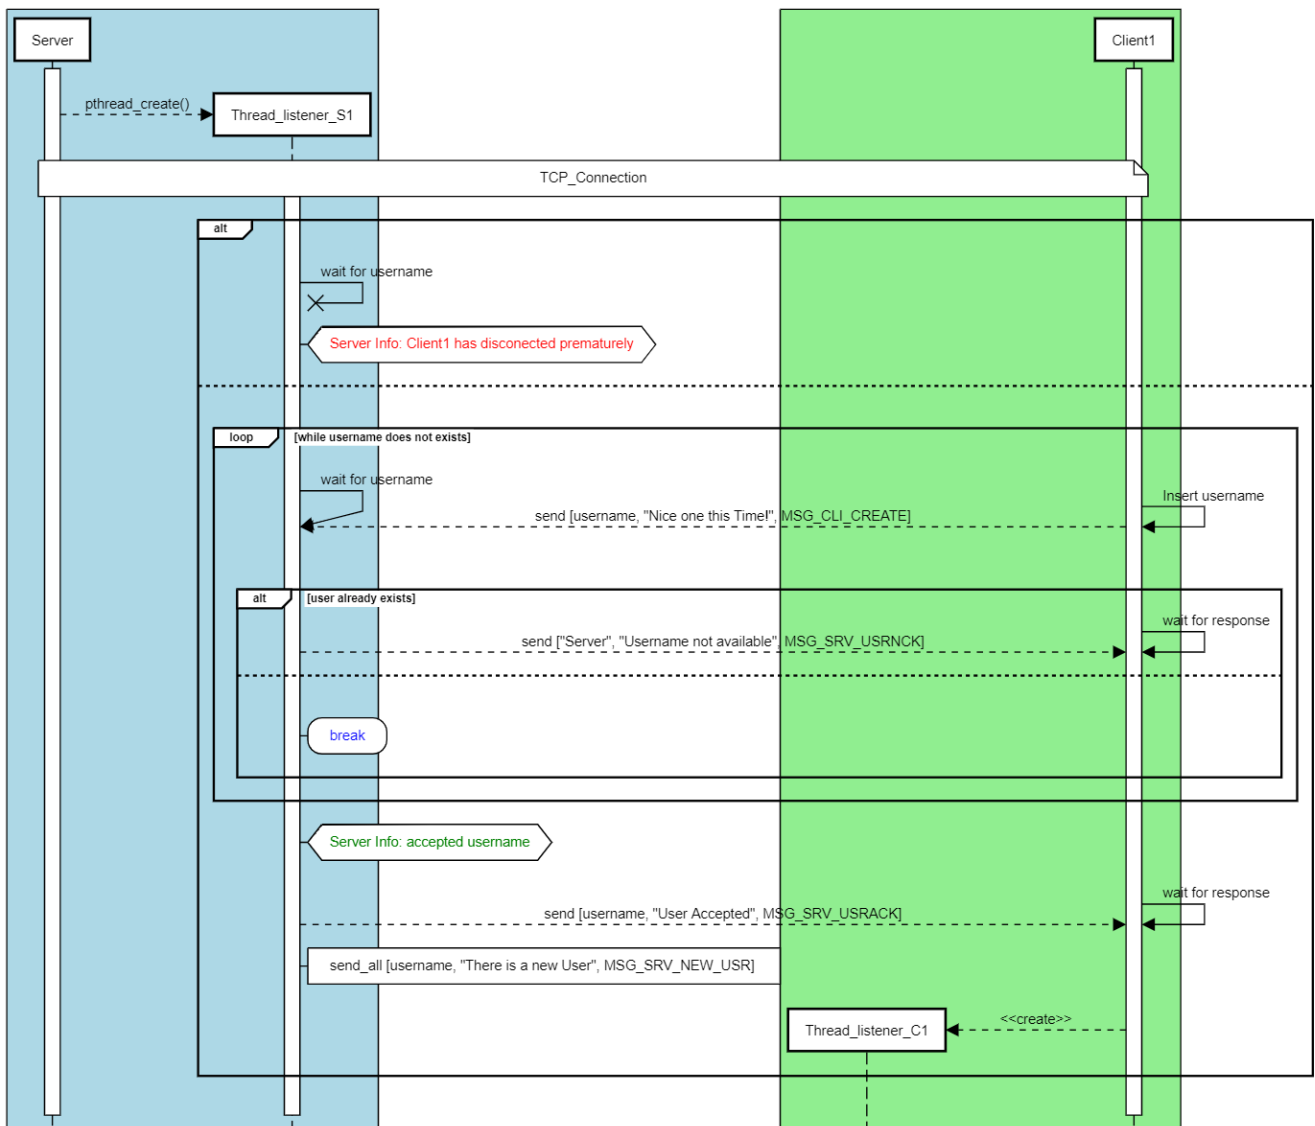 Server
Client1
pthread_create()
Thread_listener_S1
TCP_Connection
alt
wait for username
Server Info: Client1 has disconected prematurely
loop
[while username does not exists]
wait for username
Insert username
send [username, "Nice one this Time!", MSG_CLI_CREATE]
alt
[user already exists]
wait for response
send ["Server", "Username not available", MSG_SRV_USRNCK]
break
Server Info: accepted username
wait for response
send [username, "User Accepted", MSG_SRV_USRACK]
send_all [username, "There is a new User", MSG_SRV_NEW_USR]
<<create>>
Thread_listener_C1